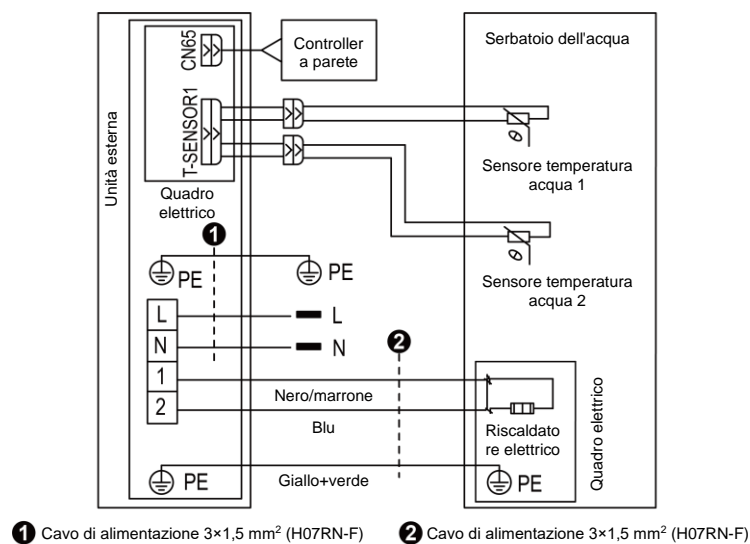 Unità esterna
CN65
T-SENSOR1
Quadro
elettrico
Controller
a parete
Serbatoio dell'acqua
Sensore temperatura
acqua 1
Sensore temperatura
acqua 2
1
PE
PE
L
L
N
N
2
1
Nero/marrone
2
Blu
PE
Giallo+verde
Riscaldato
re elettrico
PE
Quadro elettrico
1 Cavo di alimentazione 3×1,5 mm² (H07RN-F)
2 Cavo di alimentazione 3×1,5 mm² (H07RN-F)